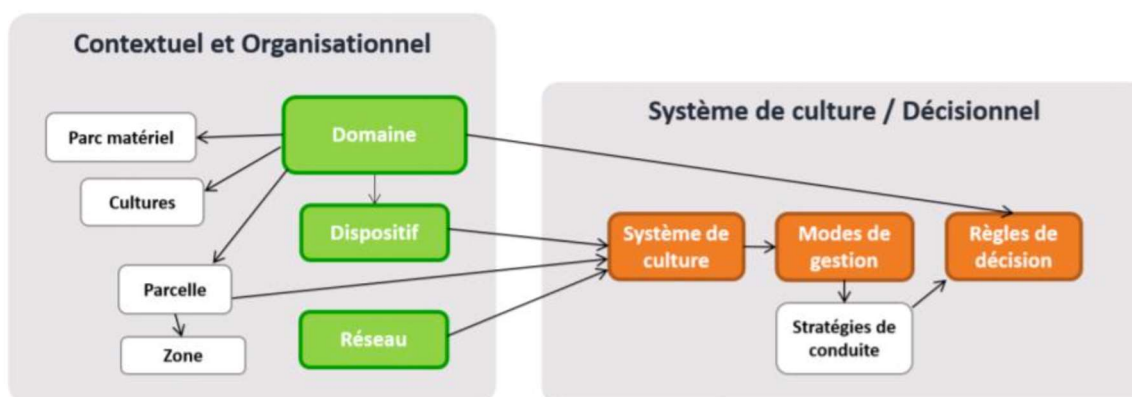 Contextuel et Organisationnel
Parc matériel
Domaine
Cultures
Dispositif
Parcelle
Réseau
Zone
Système de culture / Décisionnel
Système de
culture
Modes de
gestion
Règles de
décision
Stratégies de
conduite